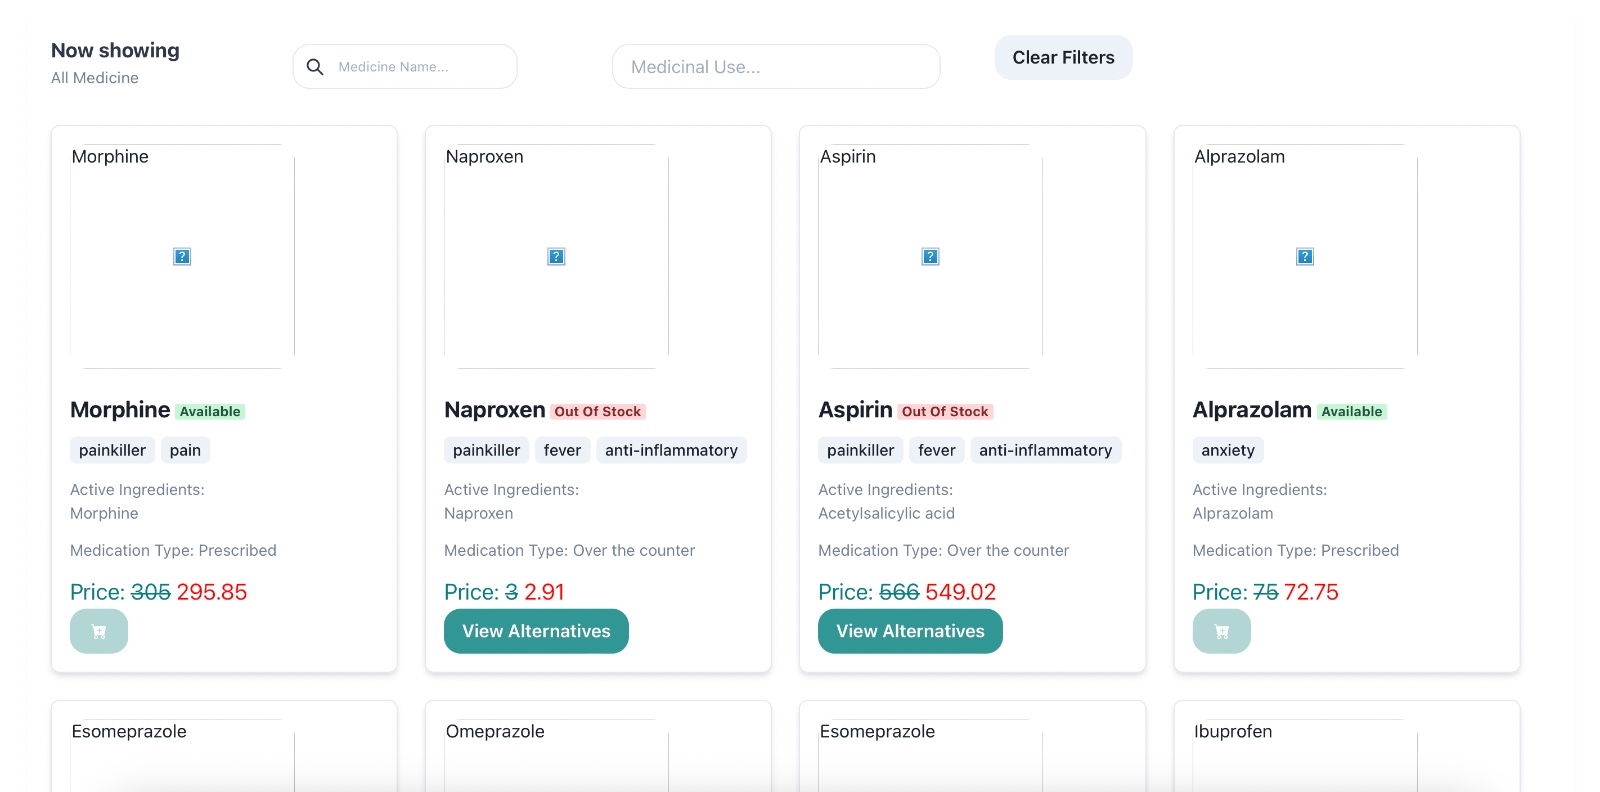 Now showing
All Medicine
Medicine Name...
Medicinal Use...
Clear Filters
Morphine
Morphine Available
painkiller pain
Active Ingredients:
Morphine
Medication Type: Prescribed
Price: 305 295.85
Naproxen
Naproxen Out Of Stock
painkiller fever anti-inflammatory
Active Ingredients:
Naproxen
Medication Type: Over the counter
Price: 3 2.91
View Alternatives
Aspirin
Aspirin Out Of Stock
painkiller fever anti-inflammatory
Active Ingredients:
Acetylsalicylic acid
Medication Type: Over the counter
Price: 566 549.02
View Alternatives
Alprazolam
Alprazolam Available
anxiety
Active Ingredients:
Alprazolam
Medication Type: Prescribed
Price: 75 72.75
Esomeprazole
Omeprazole
Esomeprazole
Ibuprofen